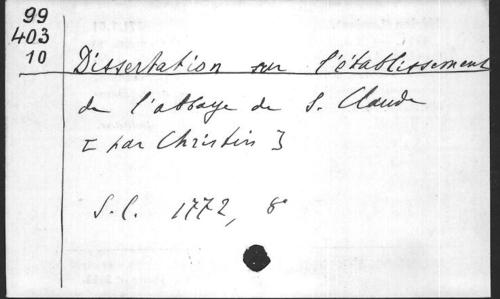 99
403
10
Dissertation sur l'établissement
de l'abbaye de S. Claude
[par Christin]
S.l. 1772, 8°